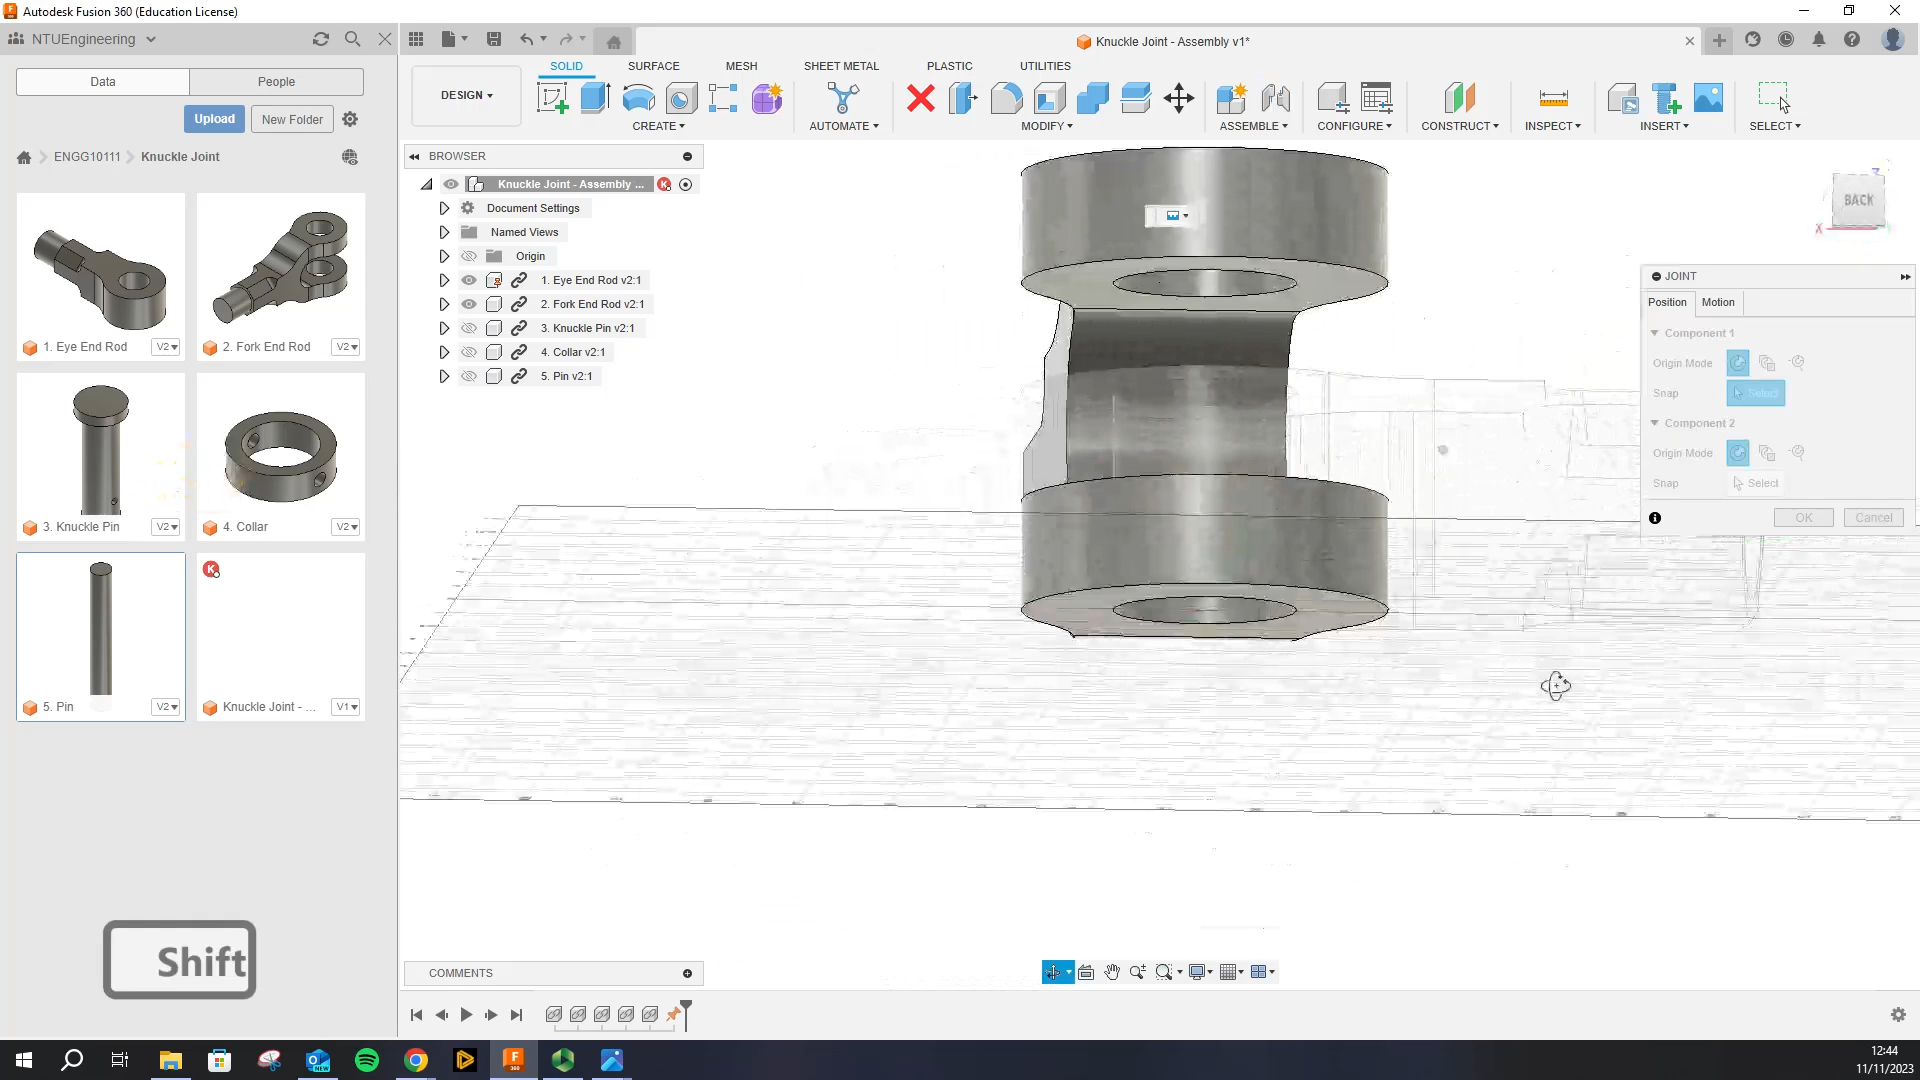 Autodesk Fusion 360 (Education License)
NTUEngineering
Knuckle Joint - Assembly v1*
Data
People
Upload
New Folder
ENGG10111
Knuckle Joint
1. Eye End Rod
V2
2. Fork End Rod
V2
3. Knuckle Pin
V2
4. Collar
V2
5. Pin
V2
K
Knuckle Joint - ...
V1
Shift
DESIGN
SOLID
SURFACE
MESH
SHEET METAL
PLASTIC
UTILITIES
CREATE
AUTOMATE
MODIFY
ASSEMBLE
CONFIGURE
CONSTRUCT
INSPECT
INSERT
SELECT
BROWSER
Knuckle Joint - Assembly ...
K
Document Settings
Named Views
Origin
1. Eye End Rod v2:1
2. Fork End Rod v2:1
3. Knuckle Pin v2:1
4. Collar v2:1
5. Pin v2:1
BACK
Z
X
JOINT
Position
Motion
Component 1
Origin Mode
Snap
Select
Component 2
Origin Mode
Snap
Select
OK
Cancel
COMMENTS
12:44
11/11/2023